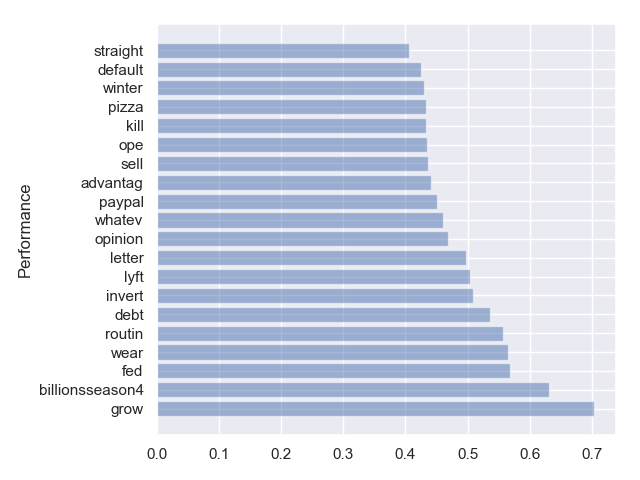 Performance
straight
default
winter
pizza
kill
ope
sell
advantag
paypal
whatev
opinion
letter
lyft
invert
debt
routin
wear
fed
billionsseason4
grow
0.0 0.1 0.2 0.3 0.4 0.5 0.6 0.7